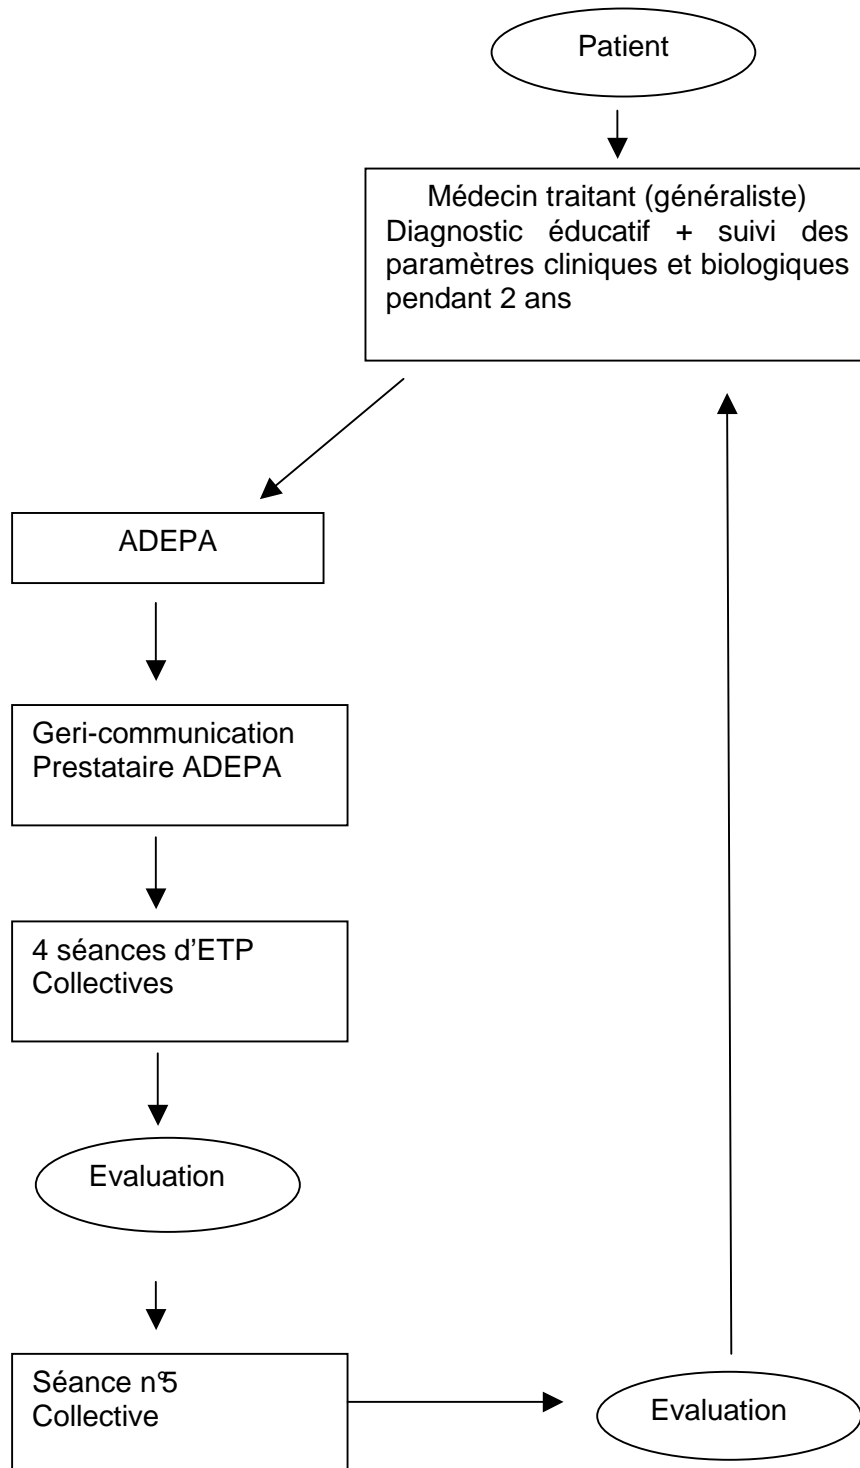 Patient
Médecin traitant (généraliste)
Diagnostic éducatif + suivi des
paramètres cliniques et biologiques
pendant 2 ans
ADEPA
Geri-communication
Prestataire ADEPA
4 séances d’ETP
Collectives
Evaluation
Séance n°5
Collective
Evaluation